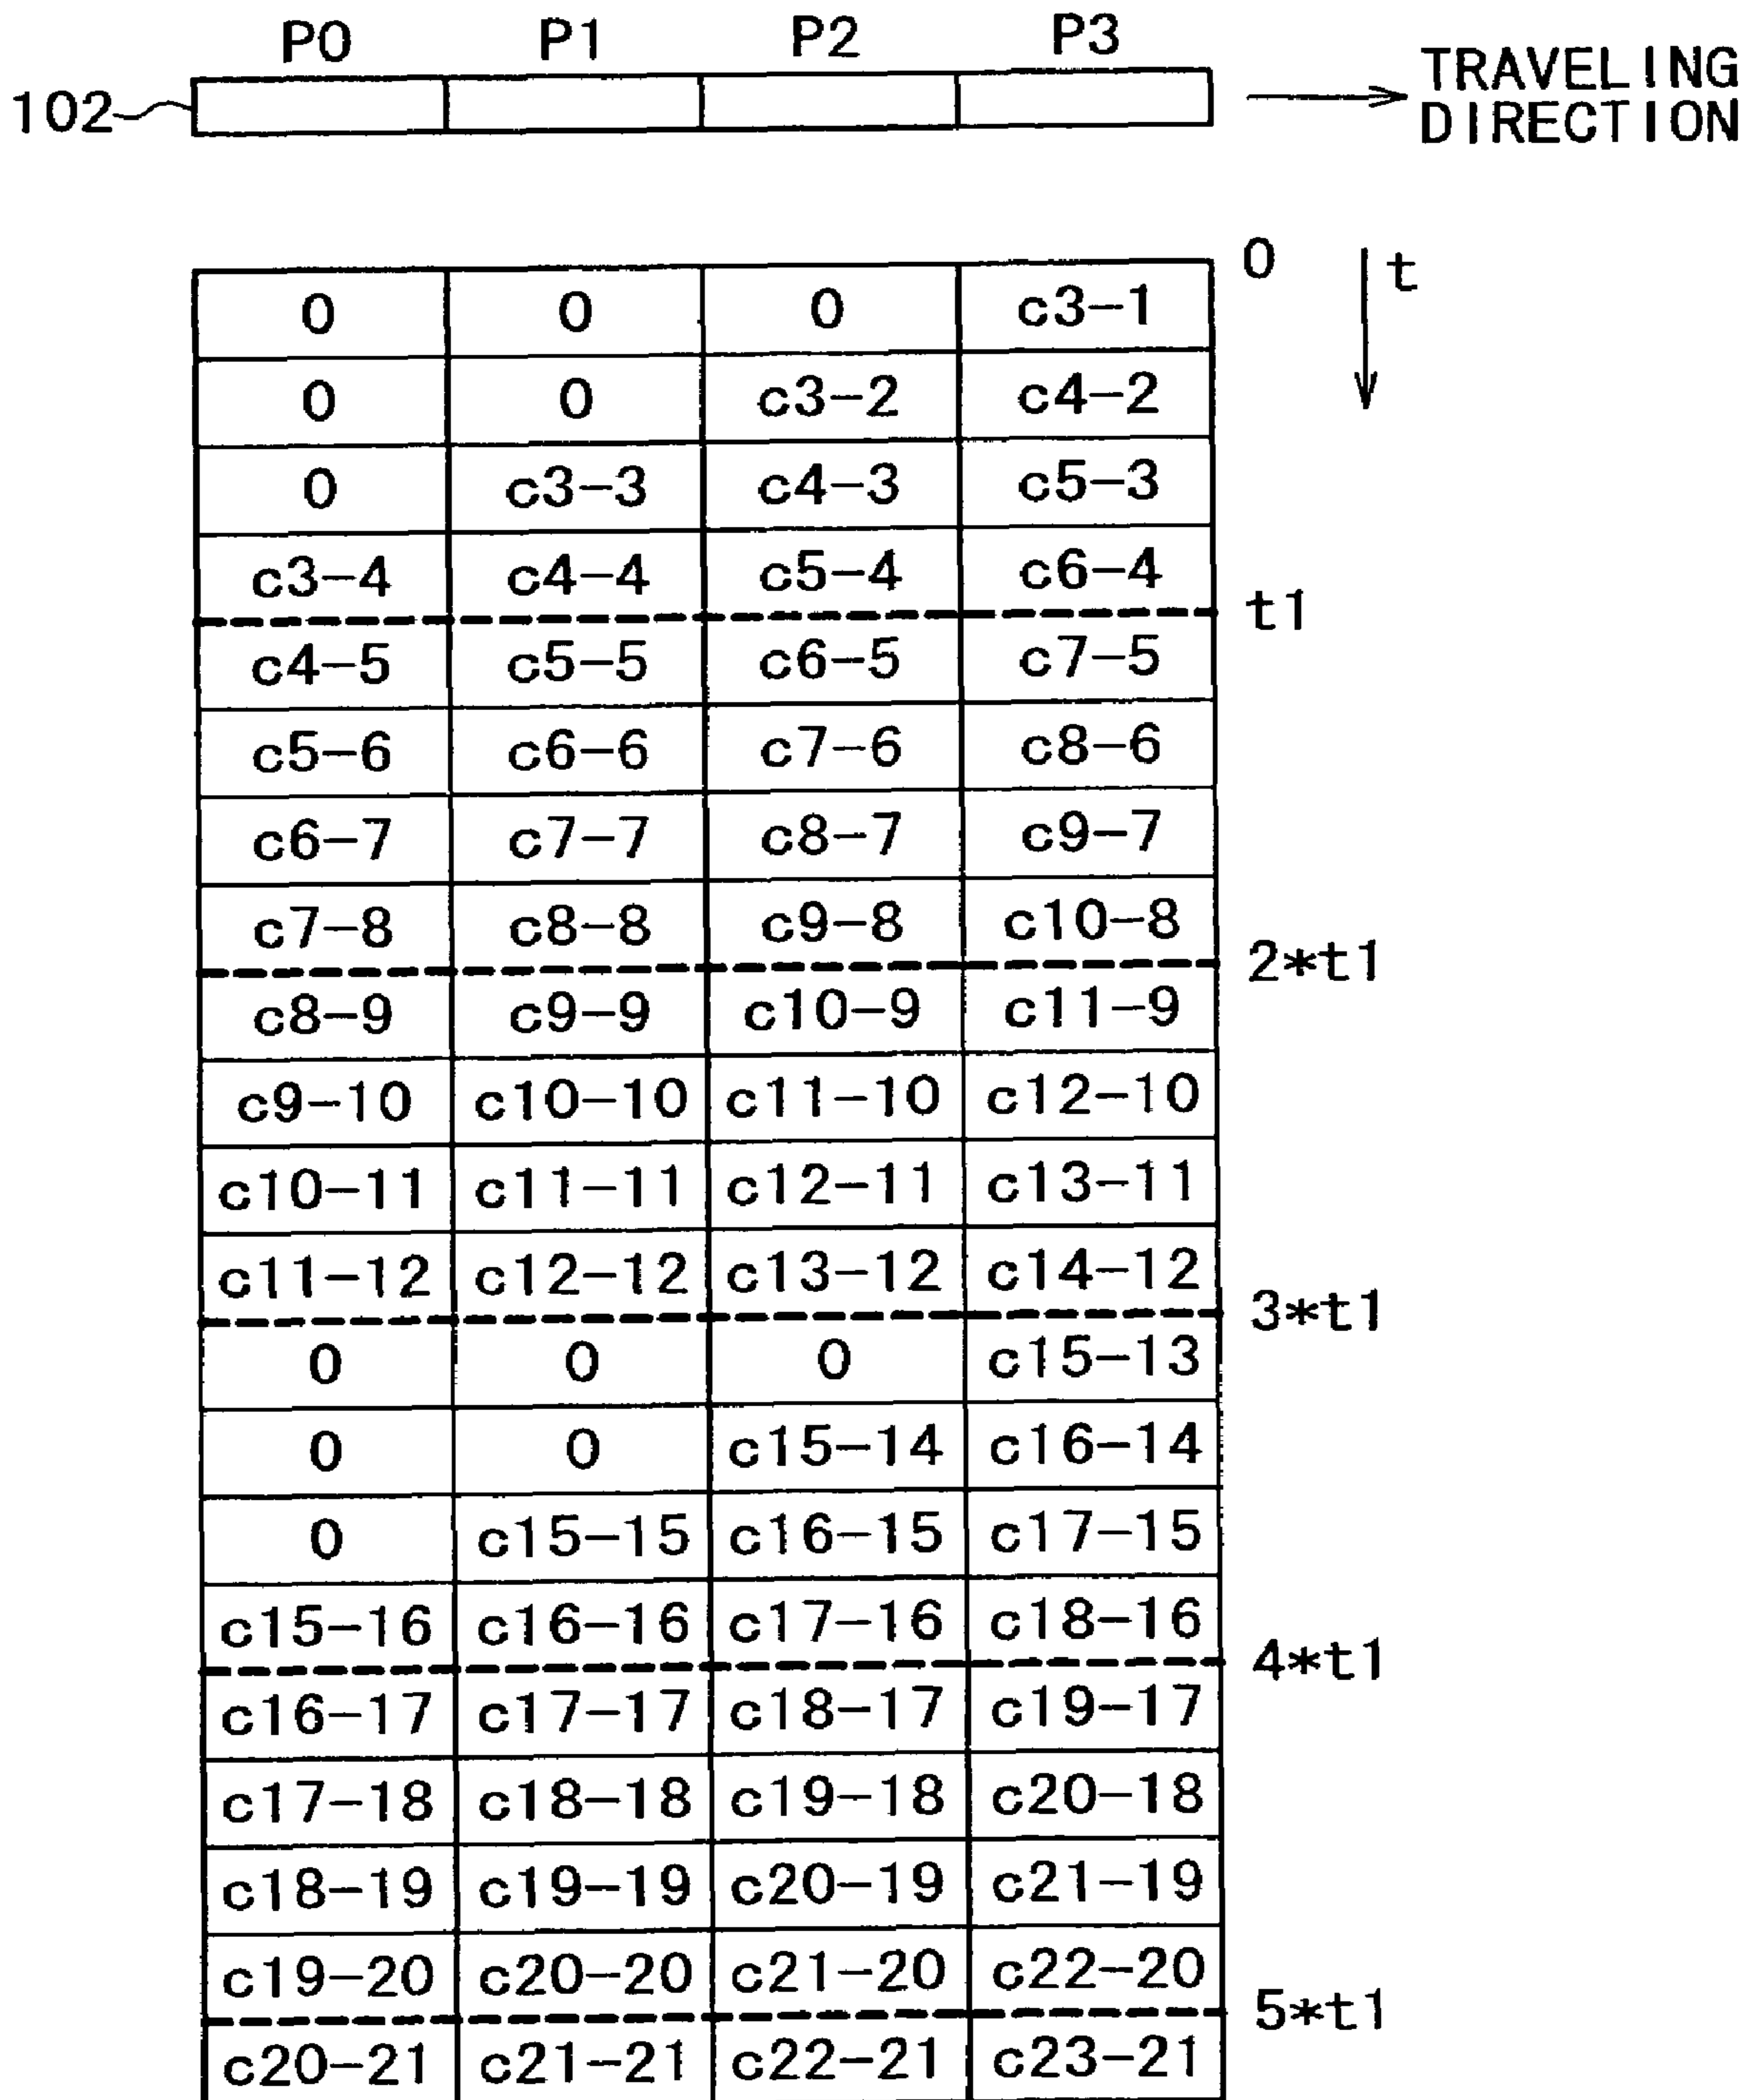 P0 P1 P2 P3
102
TRAVELING
DIRECTION
0
t
0 0 0 c3-1
0 0 c3-2 c4-2
0 c3-3 c4-3 c5-3
c3-4 c4-4 c5-4 c6-4
t1
c4-5 c5-5 c6-5 c7-5
c5-6 c6-6 c7-6 c8-6
c6-7 c7-7 c8-7 c9-7
c7-8 c8-8 c9-8 c10-8
2*t1
c8-9 c9-9 c10-9 c11-9
c9-10 c10-10 c11-10 c12-10
c10-11 c11-11 c12-11 c13-11
c11-12 c12-12 c13-12 c14-12
3*t1
0 0 0 c15-13
0 0 c15-14 c16-14
0 c15-15 c16-15 c17-15
c15-16 c16-16 c17-16 c18-16
4*t1
c16-17 c17-17 c18-17 c19-17
c17-18 c18-18 c19-18 c20-18
c18-19 c19-19 c20-19 c21-19
c19-20 c20-20 c21-20 c22-20
5*t1
c20-21 c21-21 c22-21 c23-21